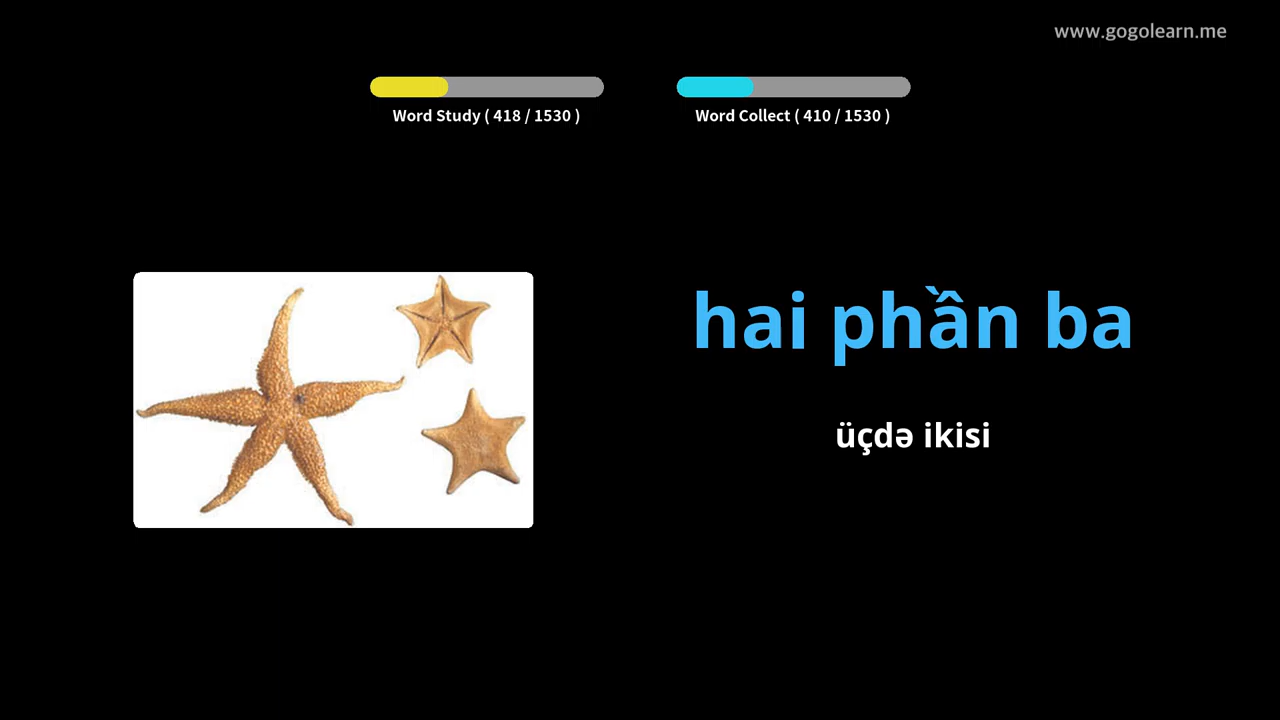 www.gogolearn.me
Word Study ( 418 / 1530 )
Word Collect ( 410 / 1530 )
hai phần ba
üçdə ikisi